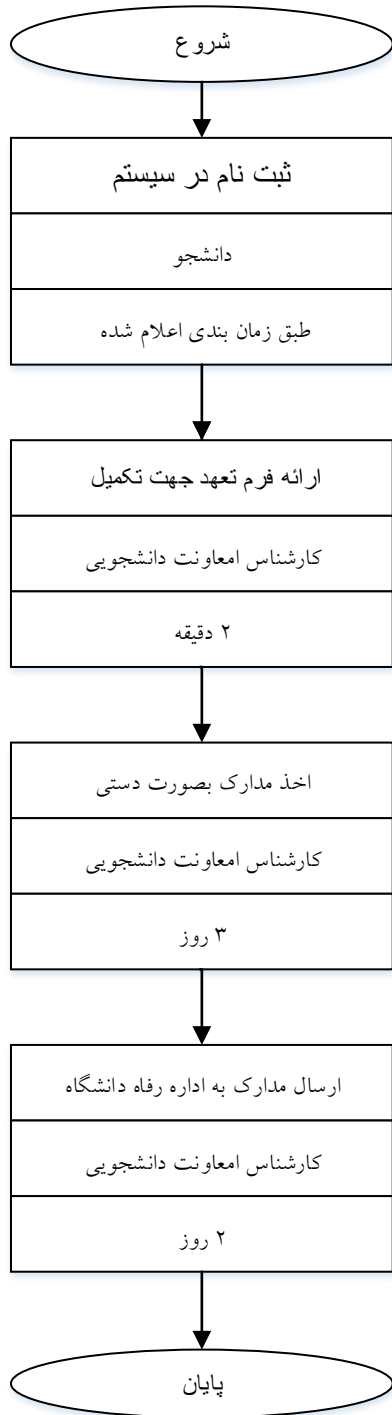 شروع
ثبت نام در سیستم
دانشجو
طبق زمان بندی اعلام شده
ارائه فرم تعهد جهت تکمیل
کارشناس امعاونت دانشجویی
۲ دقیقه
اخذ مدارک بصورت دستی
کارشناس امعاونت دانشجویی
۳ روز
ارسال مدارک به اداره رفاه دانشگاه
کارشناس امعاونت دانشجویی
۲ روز
پایان